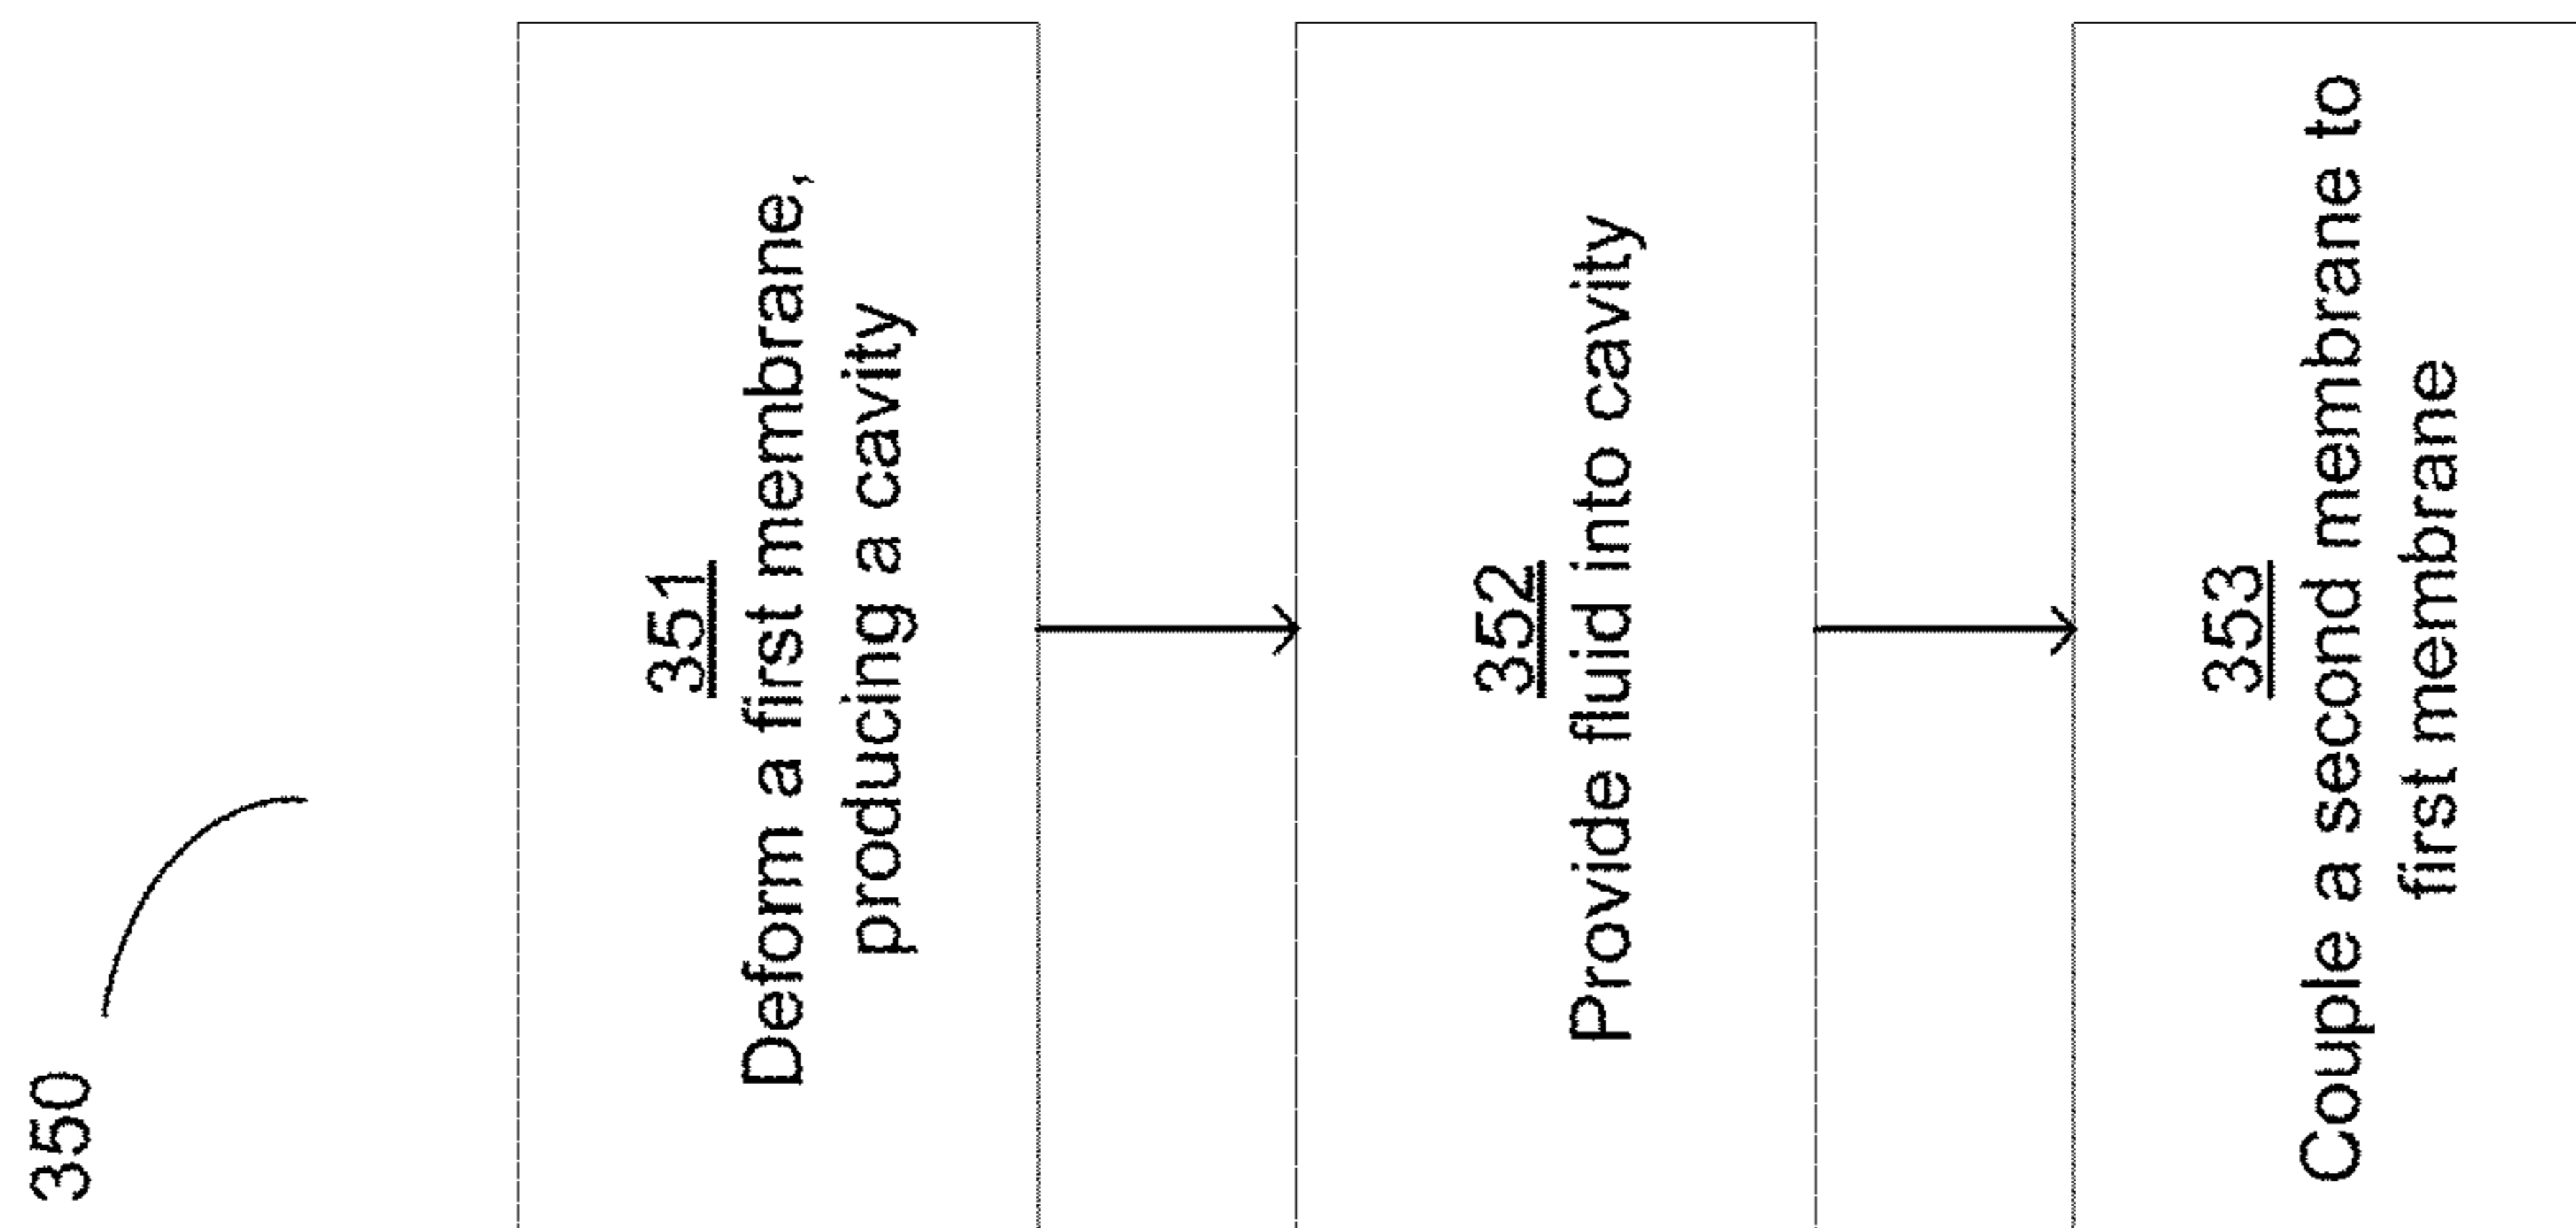 350
351
Deform a first membrane,
producing a cavity
352
Provide fluid into cavity
353
Couple a second membrane to
first membrane